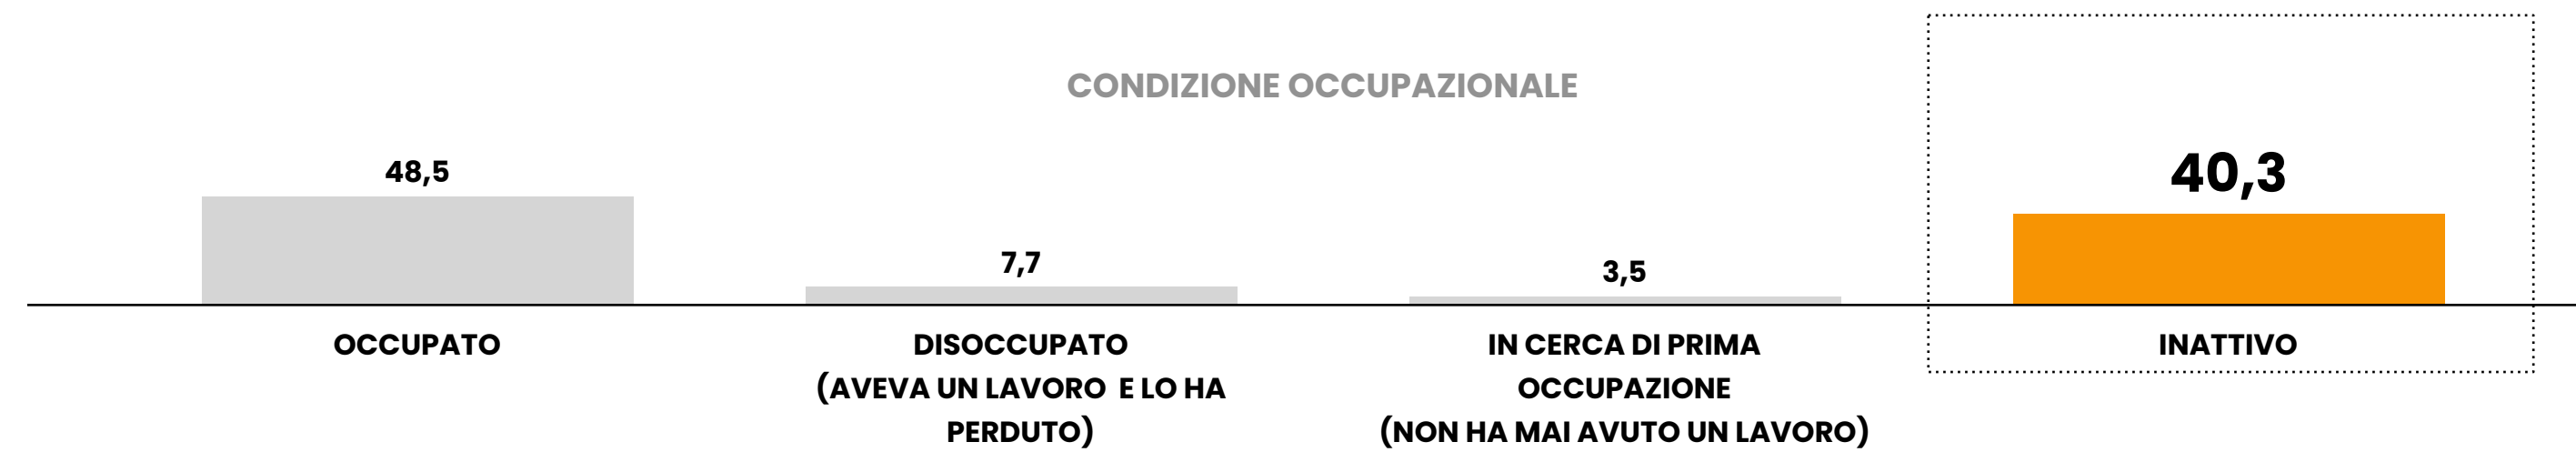 CONDIZIONE OCCUPAZIONALE
48,5
7,7
3,5
40,3
OCCUPATO
DISOCCUPATO
(AVEVA UN LAVORO  E LO HA
PERDUTO)
IN CERCA DI PRIMA
OCCUPAZIONE
(NON HA MAI AVUTO UN LAVORO)
INATTIVO